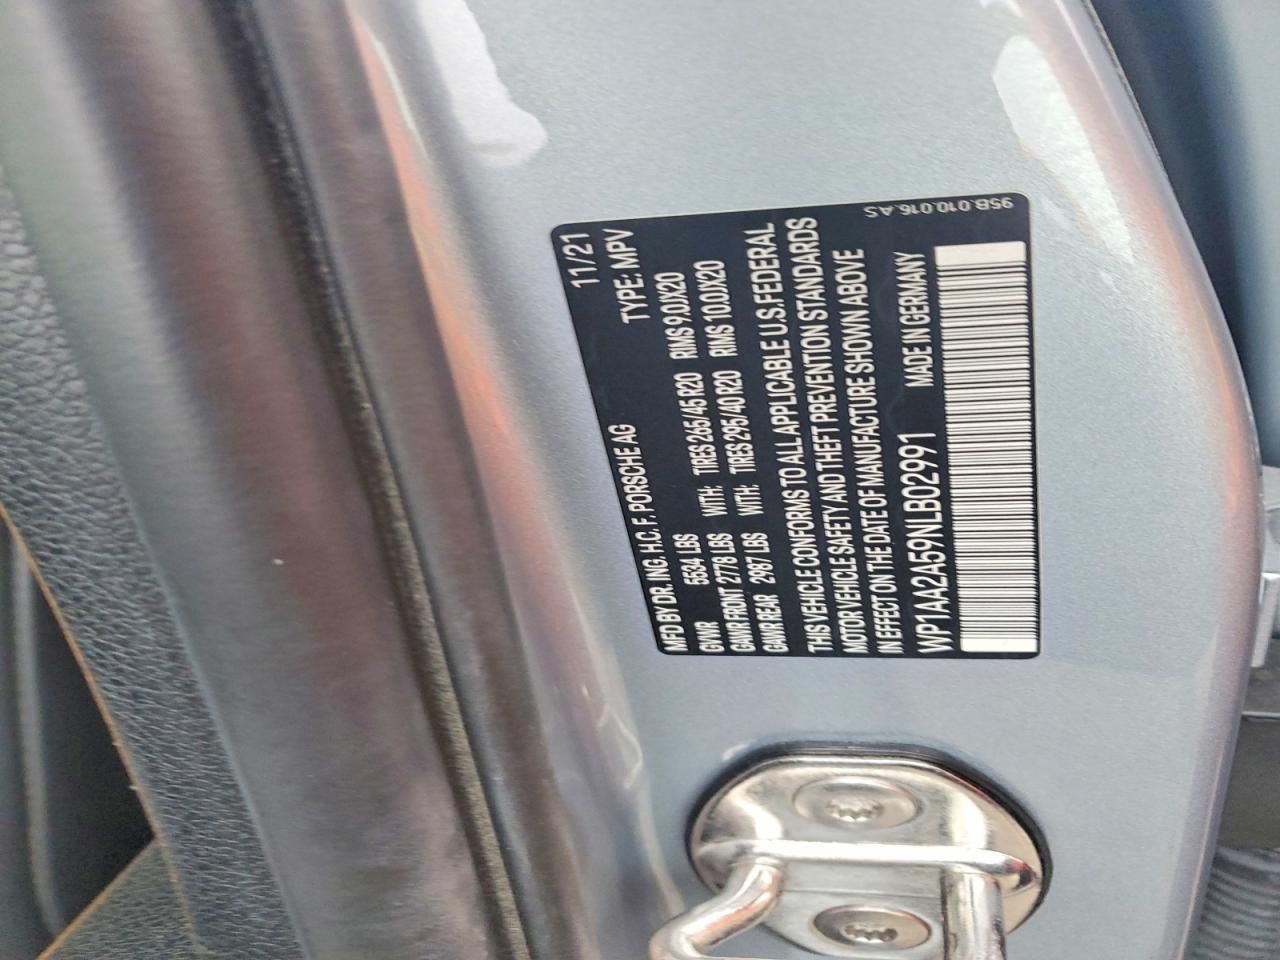 11/21
MFD BY DR. ING. H.C. F. PORSCHE AG TYPE: MPV
GVWR 5534 LBS
GAWR FRONT 2778 LBS WITH: TIRES 265/45 R20 RIMS 9.0JX20
GAWR REAR 2987 LBS WITH: TIRES 295/40 R20 RIMS 10.0JX20
THIS VEHICLE CONFORMS TO ALL APPLICABLE U.S. FEDERAL
MOTOR VEHICLE SAFETY AND THEFT PREVENTION STANDARDS
IN EFFECT ON THE DATE OF MANUFACTURE SHOWN ABOVE
WP1AA2A59NLB02991 MADE IN GERMANY
95B.010.016.AS